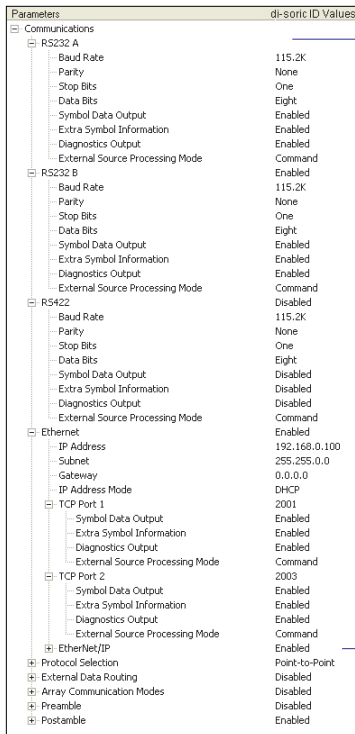 Parameters di-soric ID Values
Communications
RS232 A
Baud Rate 115.2K
Parity None
Stop Bits One
Data Bits Eight
Symbol Data Output Enabled
Extra Symbol Information Enabled
Diagnostics Output Enabled
External Source Processing Mode Command
RS232 B Enabled
Baud Rate 115.2K
Parity None
Stop Bits One
Data Bits Eight
Symbol Data Output Enabled
Extra Symbol Information Enabled
Diagnostics Output Enabled
External Source Processing Mode Command
RS422 Disabled
Baud Rate 115.2K
Parity None
Stop Bits One
Data Bits Eight
Symbol Data Output Disabled
Extra Symbol Information Disabled
Diagnostics Output Disabled
External Source Processing Mode Command
Ethernet Enabled
IP Address 192.168.0.100
Subnet 255.255.0.0
Gateway 0.0.0.0
IP Address Mode DHCP
TCP Port 1 2001
Symbol Data Output Enabled
Extra Symbol Information Enabled
Diagnostics Output Enabled
External Source Processing Mode Command
TCP Port 2 2003
Symbol Data Output Enabled
Extra Symbol Information Enabled
Diagnostics Output Enabled
External Source Processing Mode Command
EtherNet/IP Enabled
Protocol Selection Point-to-Point
External Data Routing Disabled
Array Communication Modes Disabled
Preamble Disabled
Postamble Enabled